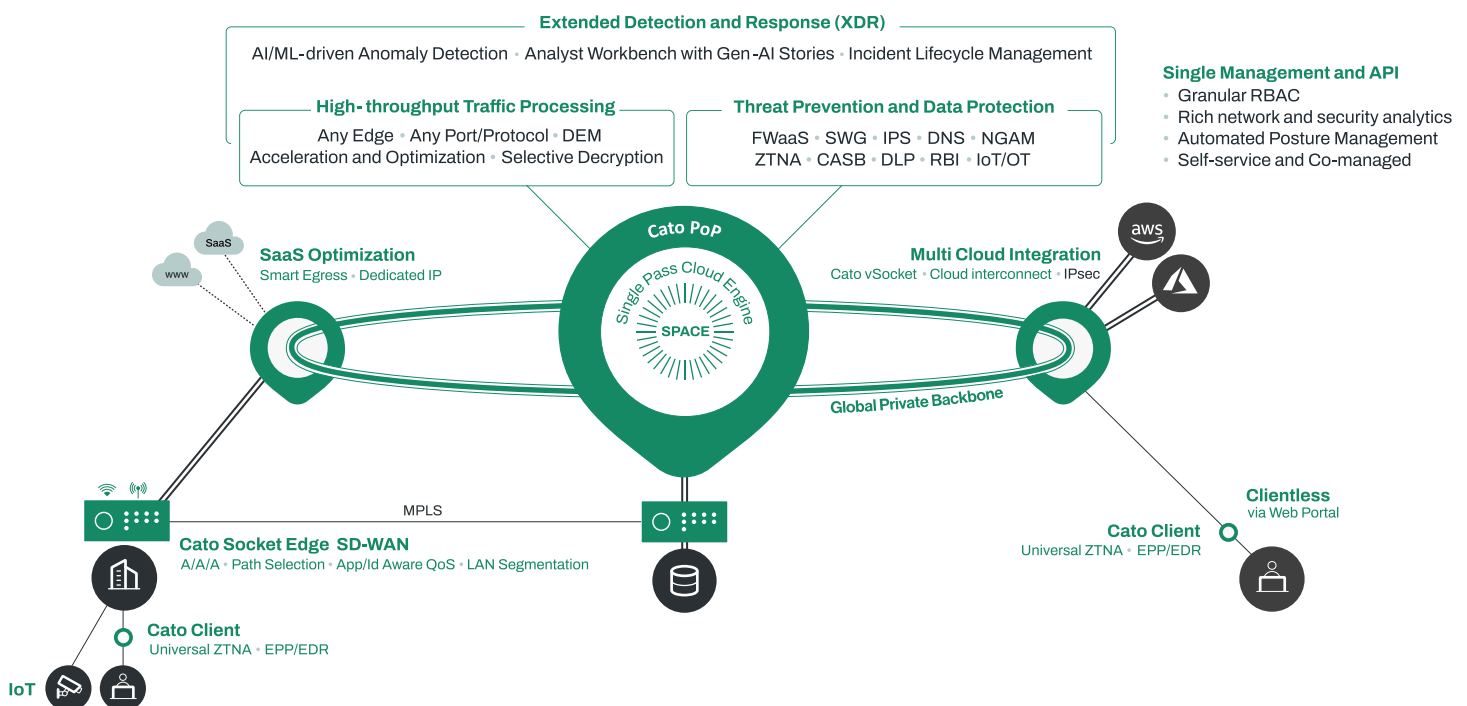 Extended Detection and Response (XDR)
AI/ML-driven Anomaly Detection • Analyst Workbench with Gen-AI Stories • Incident Lifecycle Management
High-throughput Traffic Processing
Any Edge • Any Port/Protocol • DEM
Acceleration and Optimization • Selective Decryption
Threat Prevention and Data Protection
FWaaS • SWG • IPS • DNS • NGAM
ZTNA • CASB • DLP • RBI • IoT/OT
Single Management and API
• Granular RBAC
• Rich network and security analytics
• Automated Posture Management
• Self-service and Co-managed
SaaS
www
SaaS Optimization
Smart Egress • Dedicated IP
Cato PoP
Single Pass Cloud Engine
SPACE
Multi Cloud Integration
Cato vSocket • Cloud interconnect • IPsec
aws
Global Private Backbone
MPLS
Cato Socket Edge SD-WAN
A/A/A • Path Selection • App/Id Aware QoS • LAN Segmentation
Clientless
via Web Portal
Cato Client
Universal ZTNA • EPP/EDR
Cato Client
Universal ZTNA • EPP/EDR
IoT